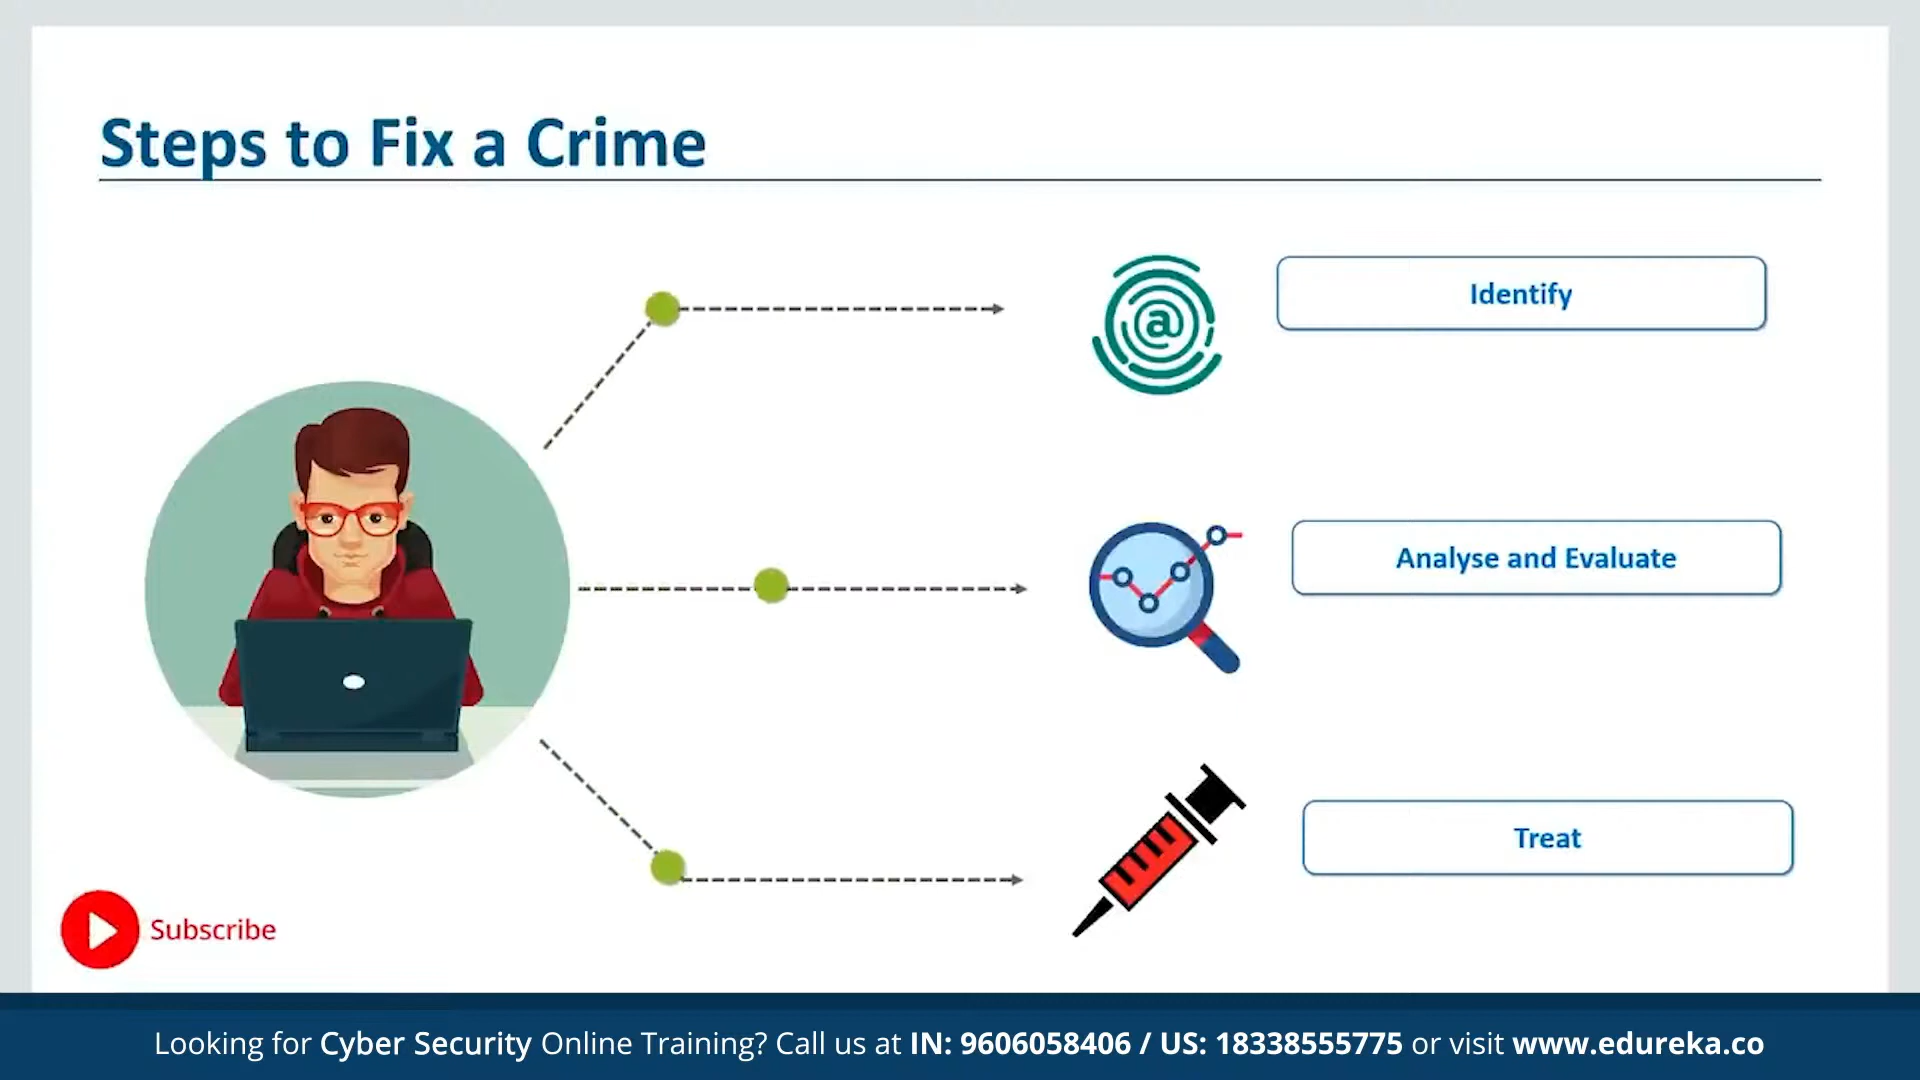 Steps to Fix a Crime
@
Identify
Analyse and Evaluate
Treat
Subscribe
Looking for Cyber Security Online Training? Call us at IN: 9606058406 / US: 18338555775 or visit www.edureka.co